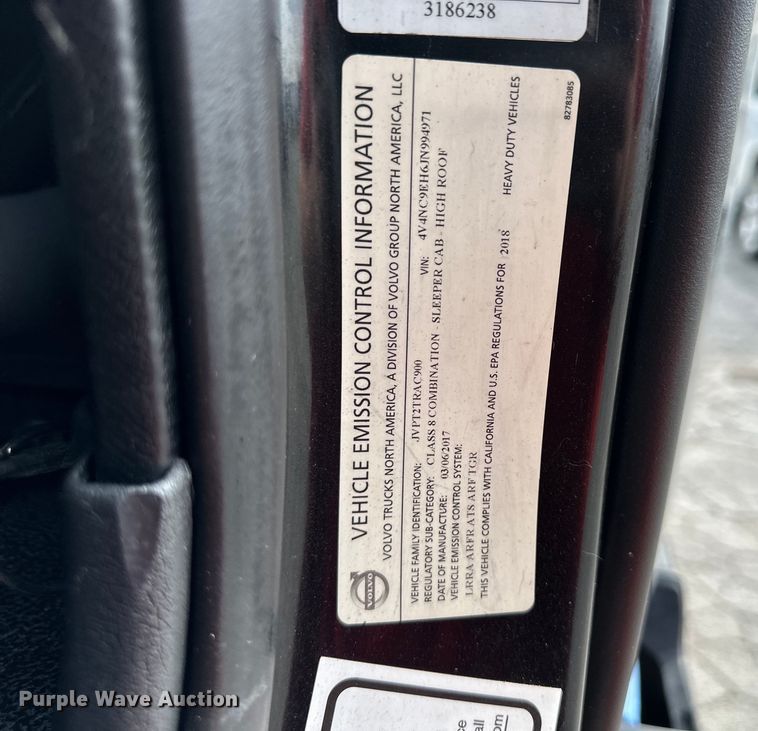 3186238
VEHICLE EMISSION CONTROL INFORMATION
VOLVO TRUCKS NORTH AMERICA, A DIVISION OF VOLVO GROUP NORTH AMERICA, LLC
VOLVO
VEHICLE FAMILY IDENTIFICATION: JVPT2TRAC900 VIN: 4V4NC9EH6JN994971
REGULATORY SUB-CATEGORY: CLASS 8 COMBINATION - SLEEPER CAB - HIGH ROOF
DATE OF MANUFACTURE: 03/06/2017
VEHICLE EMISSION CONTROL SYSTEM:
LRRA ARFR ATS ARF TGR
THIS VEHICLE COMPLIES WITH CALIFORNIA AND U.S. EPA REGULATIONS FOR 2018 HEAVY DUTY VEHICLES
82783085
Purple Wave Auction